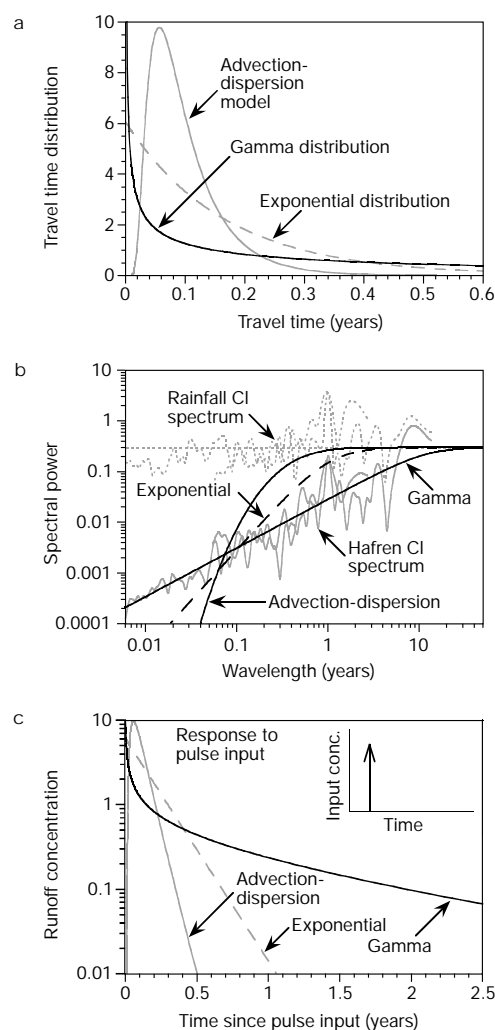 a
10
8
6
4
2
0
Travel time distribution
Advection-
dispersion
model
Gamma distribution
Exponential distribution
0
0.1
0.2
0.3
0.4
0.5
0.6
Travel time (years)
b
10
1
0.1
0.01
0.001
0.0001
Spectral power
Rainfall Cl
spectrum
Exponential
Gamma
Hafren Cl
spectrum
Advection-dispersion
0.01
0.1
1
10
Wavelength (years)
c
10
1
0.1
0.01
Runoff concentration
Response to
pulse input
Input conc.
Time
Advection-
dispersion
Exponential
Gamma
0
0.5
1
1.5
2
2.5
Time since pulse input (years)